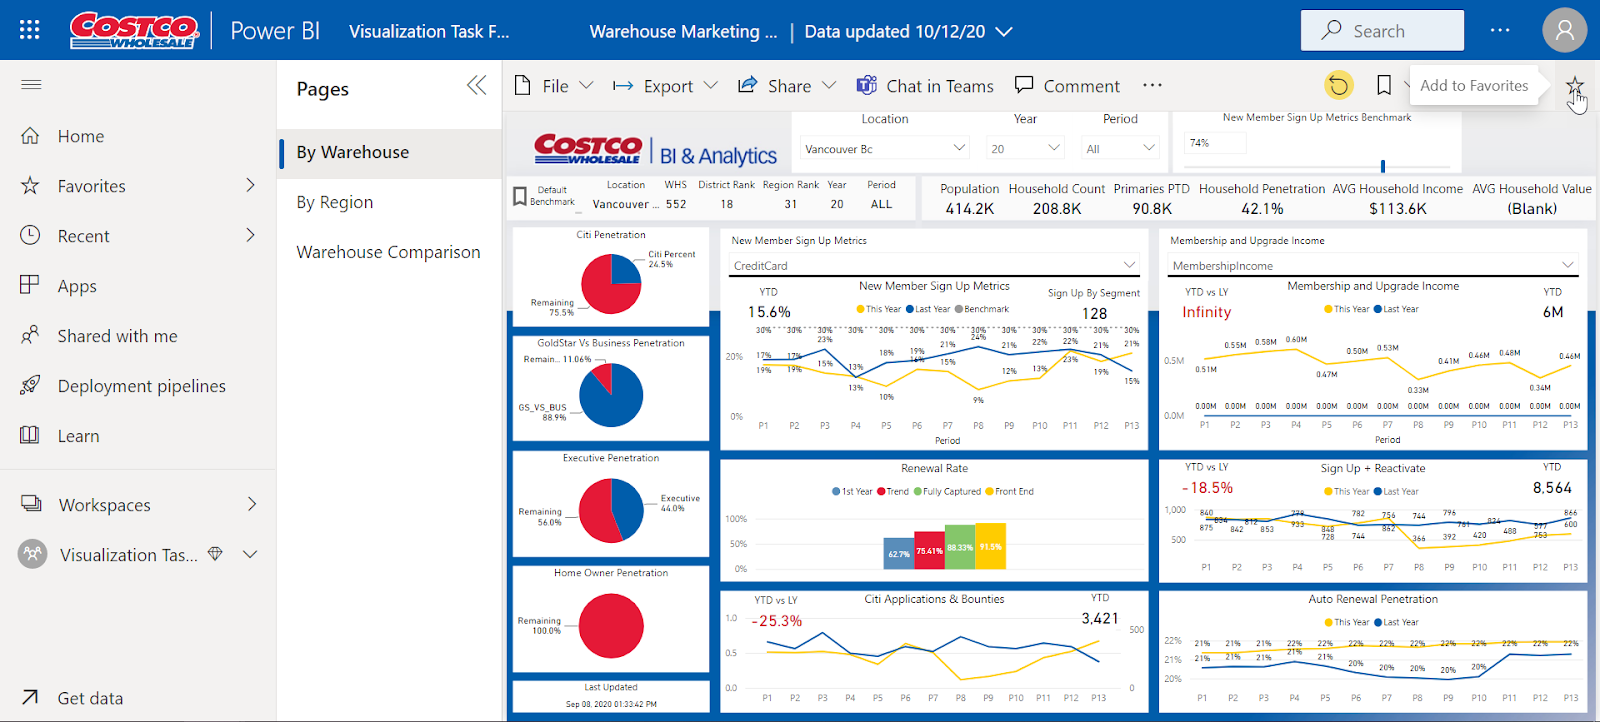 COSTCO WHOLESALE Power BI Visualization Task F... Warehouse Marketing ... | Data updated 10/12/20 Search
Pages
File Export Share Chat in Teams Comment Add to Favorites
Home
Favorites
Recent
Apps
Shared with me
Deployment pipelines
Learn
Workspaces
Visualization Tas...
Get data
By Warehouse
By Region
Warehouse Comparison
COSTCO WHOLESALE BI & Analytics
Location Year Period
Vancouver Bc 20 All
New Member Sign Up Metrics Benchmark
74%
Default Benchmark
Location WHS District Rank Region Rank Year Period
Vancouver ... 552 18 31 20 ALL
Population Household Count Primaries PTD Household Penetration AVG Household Income AVG Household Value
414.2K 208.8K 90.8K 42.1% $113.6K (Blank)
Citi Penetration
Citi Percent
24.5%
Remaining
75.5%
GoldStar Vs Business Penetration
Remain... 11.06%
GS_VS_BUS
88.9%
Executive Penetration
Executive
44.0%
Remaining
56.0%
Home Owner Penetration
Remaining
100.0%
Last Updated
Sep 08, 2020 01:33:42 PM
New Member Sign Up Metrics
CreditCard
YTD New Member Sign Up Metrics Sign Up By Segment
15.6% This Year Last Year Benchmark 128
30% 30% 30% 30% 30% 30% 30% 30% 30% 30% 30% 30% 30%
17% 17% 23% 13% 18% 19% 21% 24% 21% 22% 22% 21% 15%
19% 19% 15% 13% 10% 16% 15% 9% 12% 13% 23% 19% 21%
20%
0%
P1 P2 P3 P4 P5 P6 P7 P8 P9 P10 P11 P12 P13
Period
Renewal Rate
1st Year Trend Fully Captured Front End
100%
50%
0%
62.7% 75.41% 88.33% 91.5%
YTD vs LY Citi Applications & Bounties YTD
-25.3% 3,421
1.0
0.5
0.0
500
0
P1 P2 P3 P4 P5 P6 P7 P8 P9 P10 P11 P12 P13
Membership and Upgrade Income
MembershipIncome
YTD vs LY Membership and Upgrade Income YTD
Infinity This Year Last Year 6M
0.51M 0.55M 0.58M 0.60M 0.47M 0.50M 0.53M 0.33M 0.41M 0.46M 0.48M 0.34M 0.46M
0.5M
0.00M 0.00M 0.00M 0.00M 0.00M 0.00M 0.00M 0.00M 0.00M 0.00M 0.00M 0.00M 0.00M
0.0M
P1 P2 P3 P4 P5 P6 P7 P8 P9 P10 P11 P12 P13
Period
YTD vs LY Sign Up + Reactivate YTD
-18.5% This Year Last Year 8,564
1,000
500
840 834 812 779 848 782 756 744 796 761 824 577 866
875 842 853 933 728 744 862 366 392 420 488 753 600
P1 P2 P3 P4 P5 P6 P7 P8 P9 P10 P11 P12 P13
Auto Renewal Penetration
This Year Last Year
22%
21%
20%
21% 21% 21% 22% 22% 22% 22% 22% 22% 22% 22% 22% 22%
21% 21% 21% 21% 21% 20% 20% 20% 20% 20% 21% 21% 21%
P1 P2 P3 P4 P5 P6 P7 P8 P9 P10 P11 P12 P13